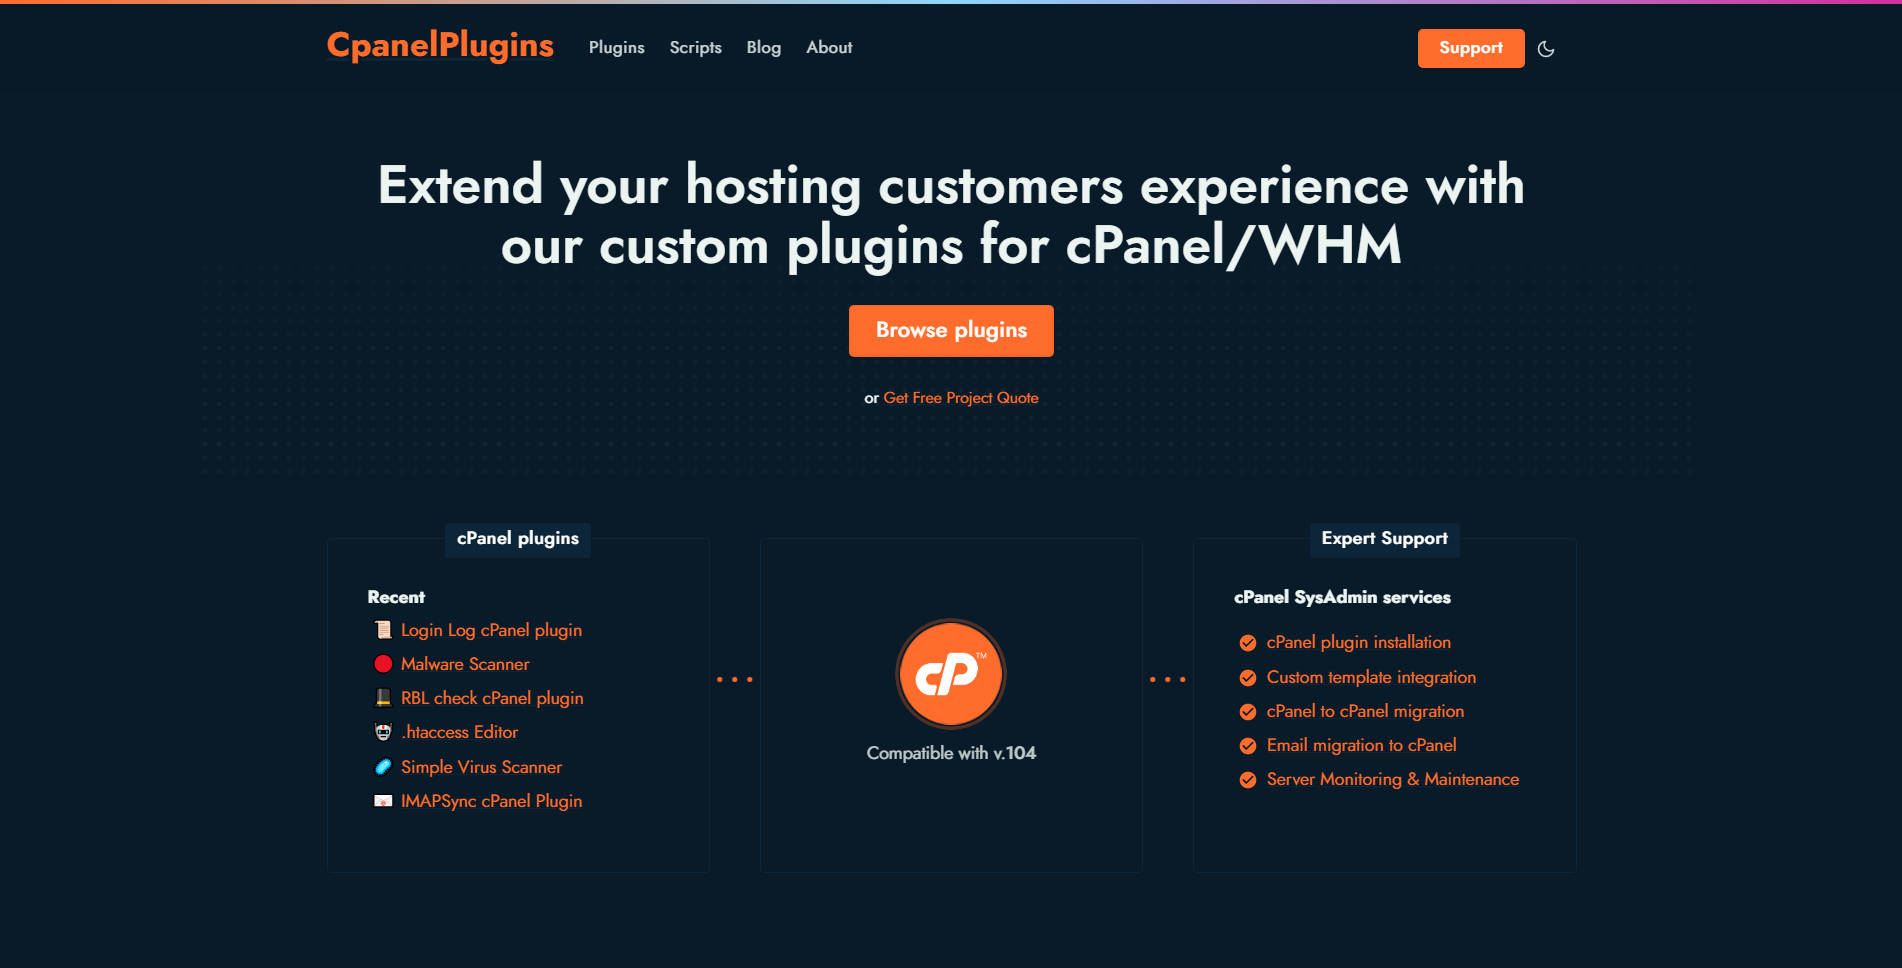 CpanelPlugins
Plugins
Scripts
Blog
About
Support
Extend your hosting customers experience with
our custom plugins for cPanel/WHM
Browse plugins
or Get Free Project Quote
cPanel plugins
Recent
Login Log cPanel plugin
Malware Scanner
RBL check cPanel plugin
.htaccess Editor
Simple Virus Scanner
IMAPSync cPanel Plugin
cP™
Compatible with v.104
Expert Support
cPanel SysAdmin services
cPanel plugin installation
Custom template integration
cPanel to cPanel migration
Email migration to cPanel
Server Monitoring & Maintenance